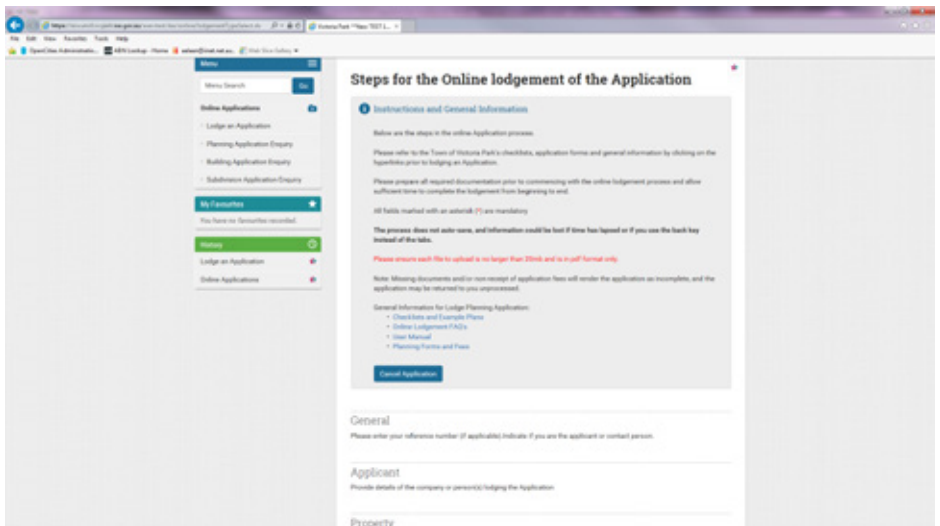 File Edit View Favorites Tools Help
Menu
Menu Search Go
Online Applications
Lodge an Application
Planning Application Enquiry
Building Application Enquiry
Subdivision Application Enquiry
My Favourites
You have no favourites recorded.
History
Lodge an Application
Online Applications
Steps for the Online lodgement of the Application
Instructions and General Information
Below are the steps in the online Application process.
Please refer to the Town of Victoria Park's checklists, application forms and general information by clicking on the
hyperlinks prior to lodging an Application.
Please prepare all required documentation prior to commencing with the online lodgement process and allow
sufficient time to complete the lodgement from beginning to end.
All fields marked with an asterisk (*) are mandatory
The process does not auto-save, and information could be lost if time has lapsed or if you use the back key
instead of the tabs.
Please ensure each file to upload is no larger than 20mb and is in pdf format only.
Note: Missing documents and/or non-receipt of application fees will render the application as incomplete, and the
application may be returned to you unprocessed.
General Information for Lodge Planning Application:
• Checklists and Example Plans
• Online Lodgement FAQ's
• User Manual
• Planning Forms and Fees
Cancel Application
General
Please enter your reference number (if applicable).Indicate if you are the applicant or contact person.
Applicant
Provide details of the company or person(s) lodging the Application
Property